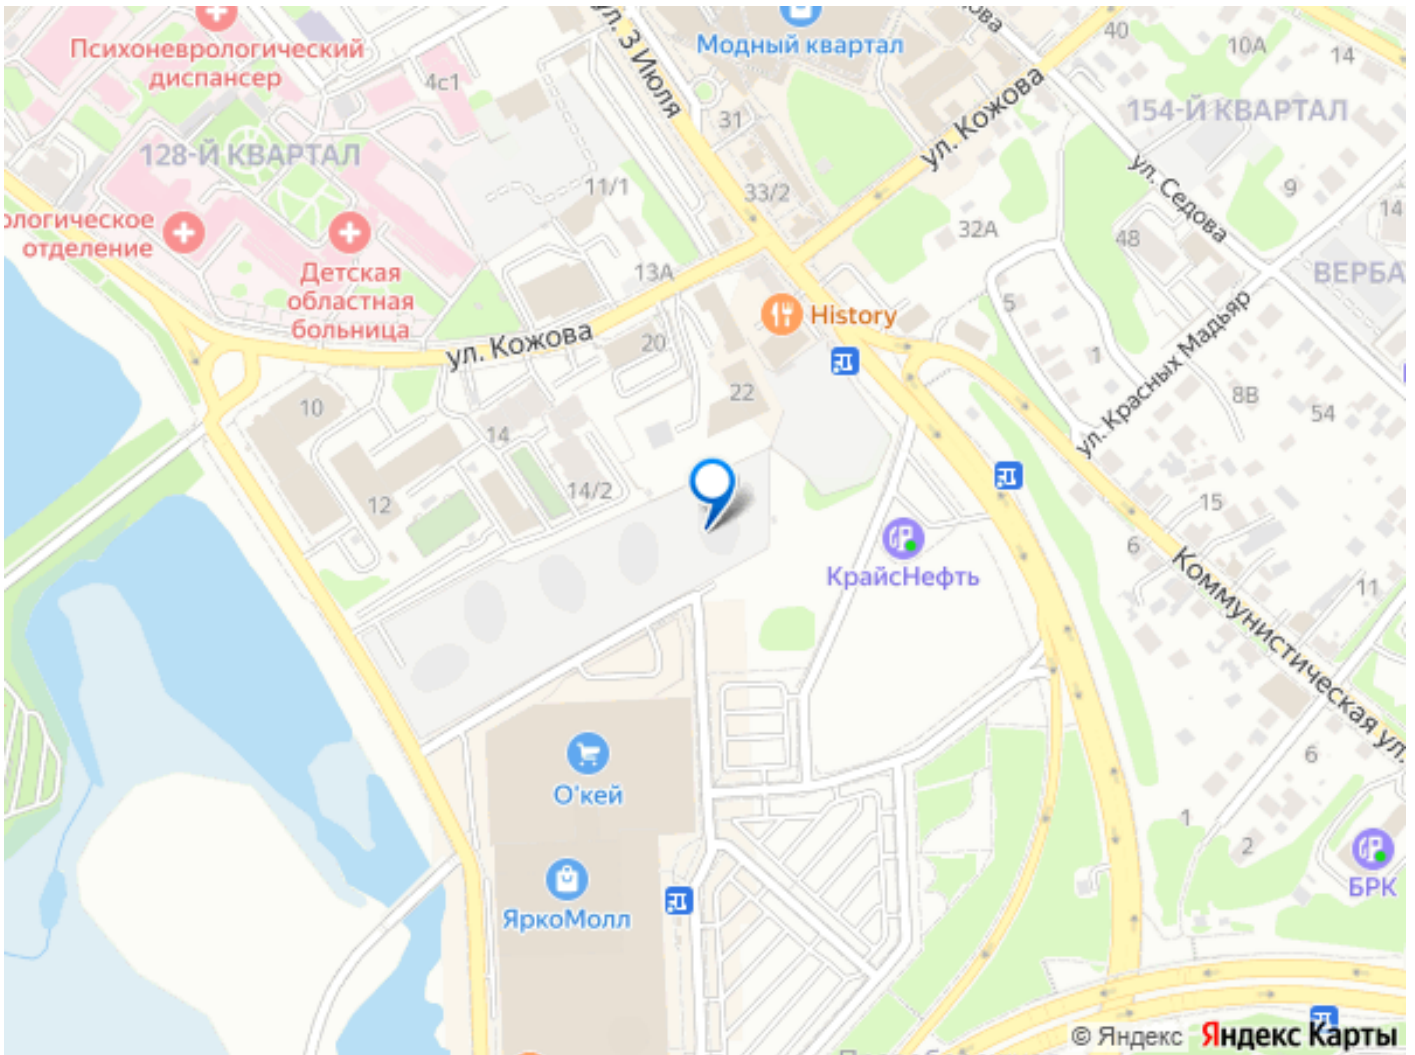 Психоневрологический
диспансер
4с1
ул. 3 Июля
Модный квартал
40
10А
14
31
ул. Кожова
154-Й КВАРТАЛ
128-Й КВАРТАЛ
11/1
33/2
ул. Седова
9
14
ологическое
отделение
32А
48
Детская
областная
больница
13А
ВЕРБА
5
History
ул. Кожова
20
1
ул. Красных Мадьяр
8В
54
22
10
14
12
14/2
15
КрайсНефть
6
Коммунистическая ул.
11
6
О'кей
1
2
БРК
ЯркоМолл
© Яндекс
Яндекс Карты